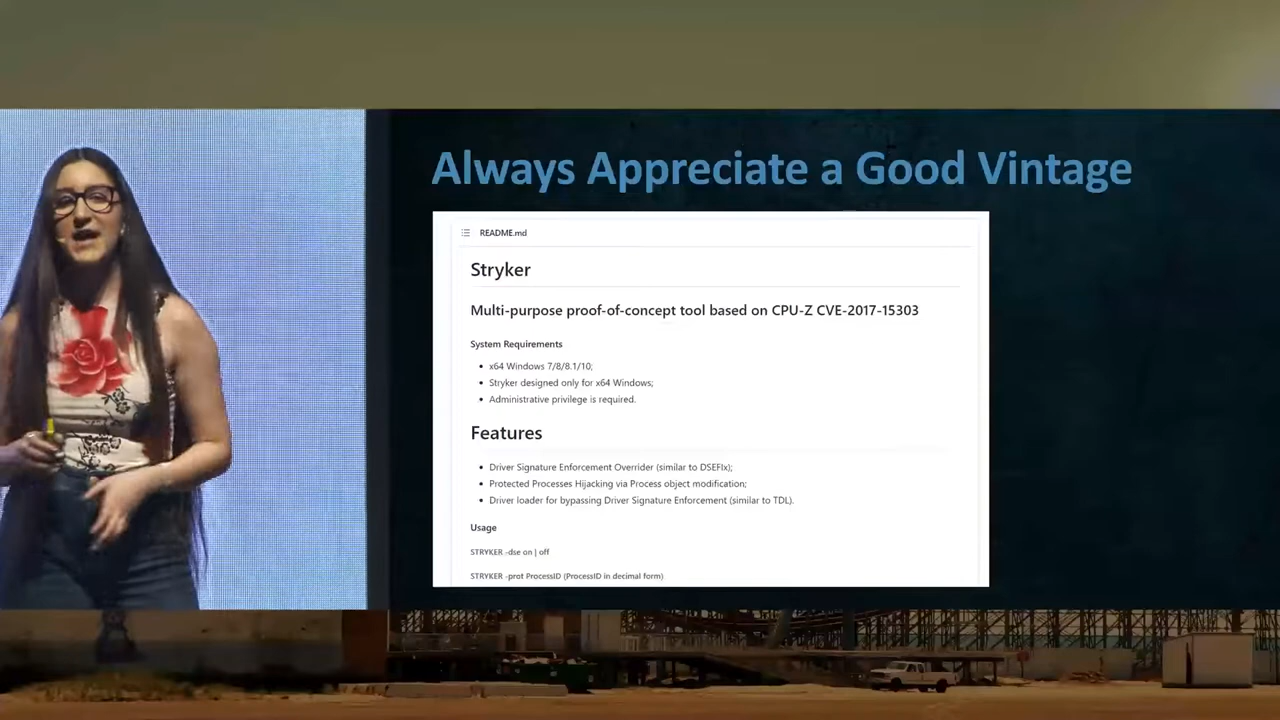 Always Appreciate a Good Vintage
README.md
Stryker
Multi-purpose proof-of-concept tool based on CPU-Z CVE-2017-15303
System Requirements
x64 Windows 7/8/8.1/10;
Stryker designed only for x64 Windows;
Administrative privilege is required.
Features
Driver Signature Enforcement Overrider (similar to DSEFIx);
Protected Processes Hijacking via Process object modification;
Driver loader for bypassing Driver Signature Enforcement (similar to TDL).
Usage
STRYKER -dse on | off
STRYKER -prot ProcessID (ProcessID in decimal form)